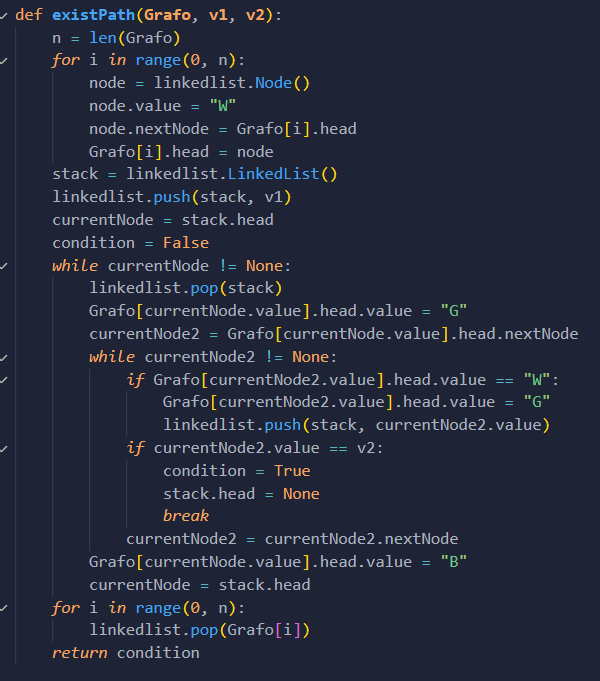 def existPath(Grafo, v1, v2):
    n = len(Grafo)
    for i in range(0, n):
        node = linkedlist.Node()
        node.value = "W"
        node.nextNode = Grafo[i].head
        Grafo[i].head = node
    stack = linkedlist.LinkedList()
    linkedlist.push(stack, v1)
    currentNode = stack.head
    condition = False
    while currentNode != None:
        linkedlist.pop(stack)
        Grafo[currentNode.value].head.value = "G"
        currentNode2 = Grafo[currentNode.value].head.nextNode
        while currentNode2 != None:
            if Grafo[currentNode2.value].head.value == "W":
                Grafo[currentNode2.value].head.value = "G"
                linkedlist.push(stack, currentNode2.value)
            if currentNode2.value == v2:
                condition = True
                stack.head = None
                break
            currentNode2 = currentNode2.nextNode
        Grafo[currentNode.value].head.value = "B"
        currentNode = stack.head
    for i in range(0, n):
        linkedlist.pop(Grafo[i])
    return condition